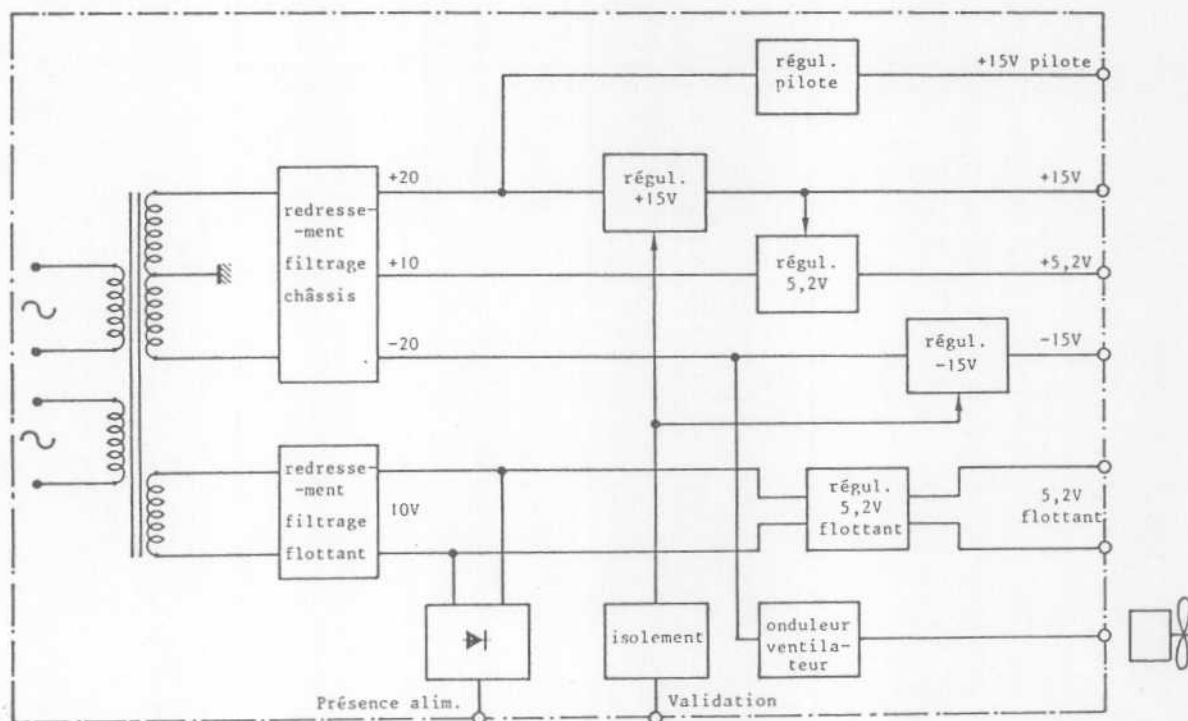 régul.
pilote
+15V pilote
redresse-
-ment
filtrage
châssis
+20
+10
-20
régul.
+15V
+15V
régul.
5,2V
+5,2V
régul.
-15V
-15V
redresse-
-ment
filtrage
flottant
10V
régul.
5,2V
flottant
5,2V
flottant
isolement
onduleur
ventila-
teur
Présence alim.
Validation